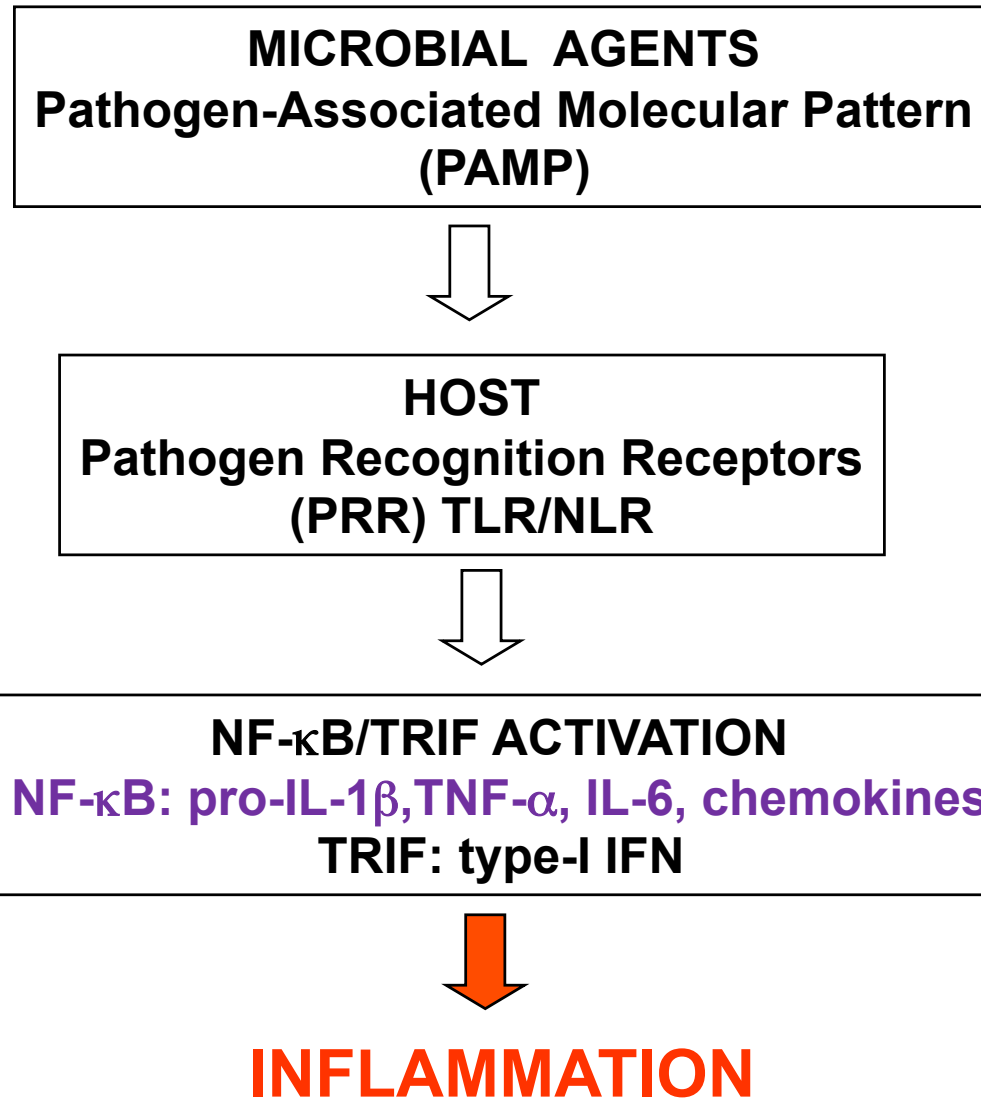 MICROBIAL AGENTS
Pathogen-Associated Molecular Pattern
(PAMP)
HOST
Pathogen Recognition Receptors
(PRR) TLR/NLR
NF-κB/TRIF ACTIVATION
NF-κB: pro-IL-1β,TNF-α, IL-6, chemokines
TRIF: type-I IFN
INFLAMMATION